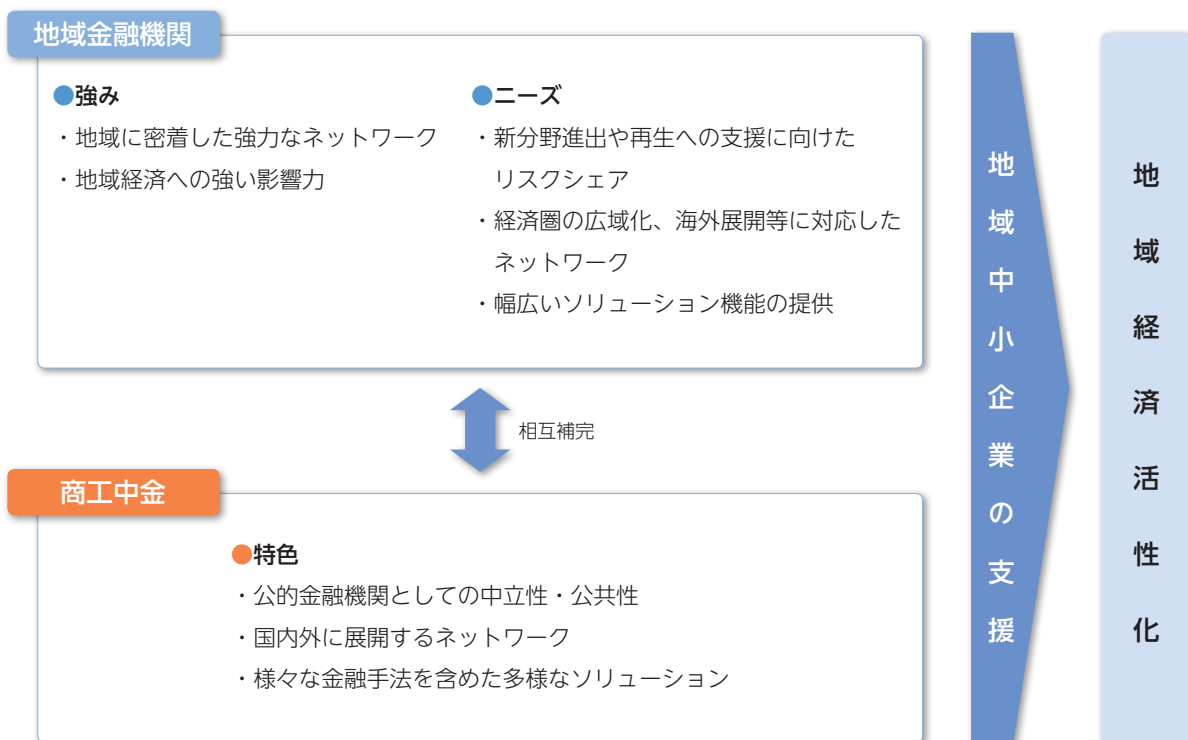 地域金融機関
●強み
・地域に密着した強力なネットワーク
・地域経済への強い影響力
●ニーズ
・新分野進出や再生への支援に向けた
リスクシェア
・経済圏の広域化、海外展開等に対応した
ネットワーク
・幅広いソリューション機能の提供
相互補完
商工中金
●特色
・公的金融機関としての中立性・公共性
・国内外に展開するネットワーク
・様々な金融手法を含めた多様なソリューション
地域中小企業の支援
地域経済活性化